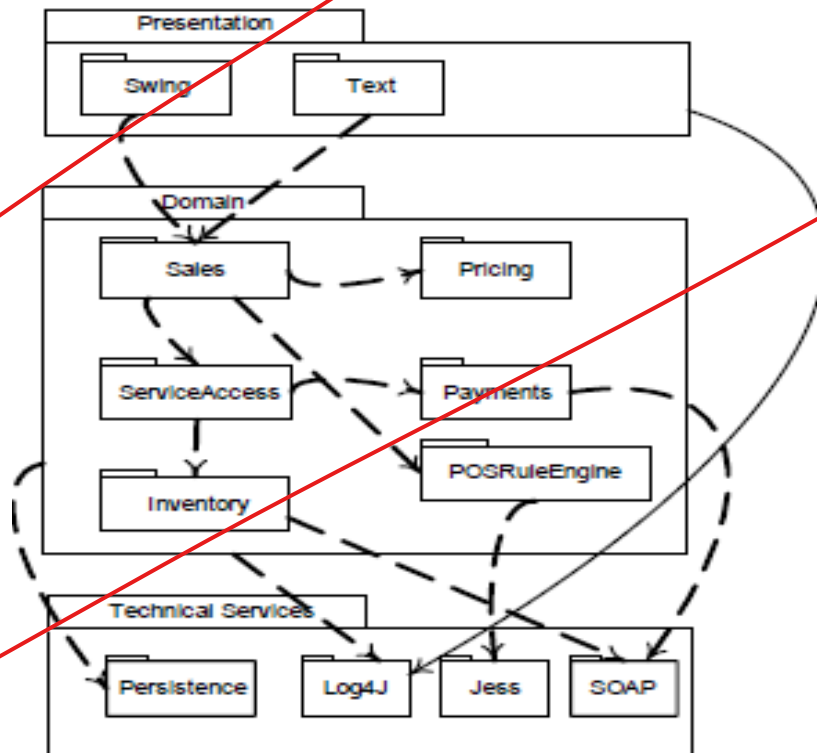 Presentation
Swing
Text
Domain
Sales
Pricing
ServiceAccess
Payments
POSRuleEngine
Inventory
Technical Services
Persistence
Log4J
Jess
SOAP